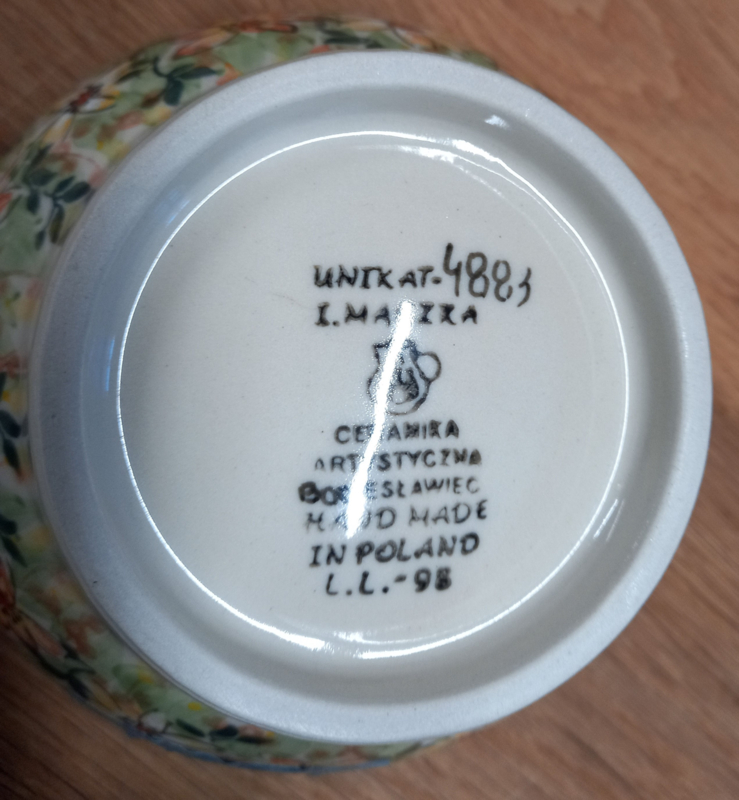 UNIKAT-4883
CERAMIKA
ARTYSTYCZNA
BOLESŁAWIEC
HAND MADE
IN POLAND
L.L.-98